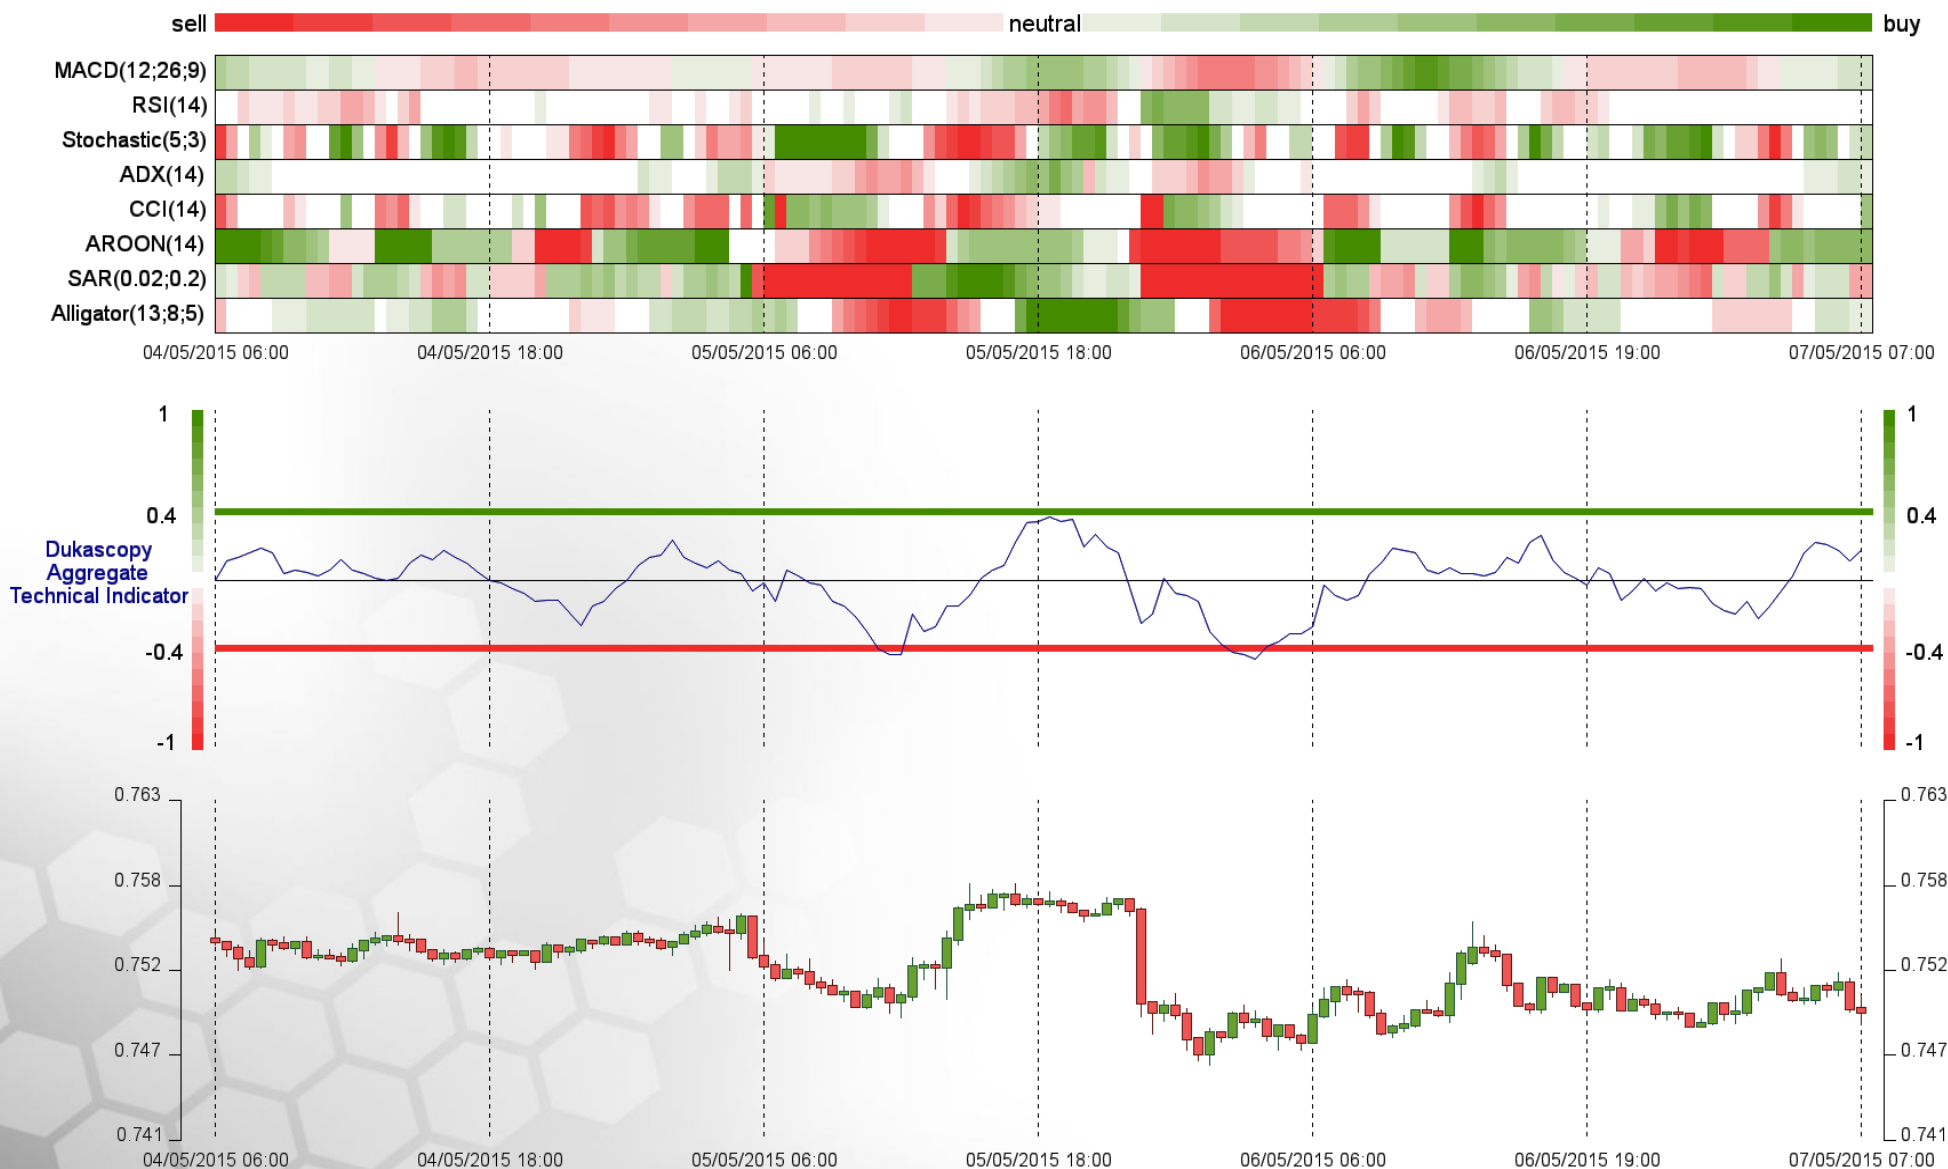 sell neutral buy
MACD(12;26;9)
RSI(14)
Stochastic(5;3)
ADX(14)
CCI(14)
AROON(14)
SAR(0.02;0.2)
Alligator(13;8;5)
04/05/2015 06:00 04/05/2015 18:00 05/05/2015 06:00 05/05/2015 18:00 06/05/2015 06:00 06/05/2015 19:00 07/05/2015 07:00
1 1
0.4 0.4
Dukascopy
Aggregate
Technical Indicator
-0.4 -0.4
-1 -1
0.763 0.763
0.758 0.758
0.752 0.752
0.747 0.747
0.741 0.741
04/05/2015 06:00 04/05/2015 18:00 05/05/2015 06:00 05/05/2015 18:00 06/05/2015 06:00 06/05/2015 19:00 07/05/2015 07:00